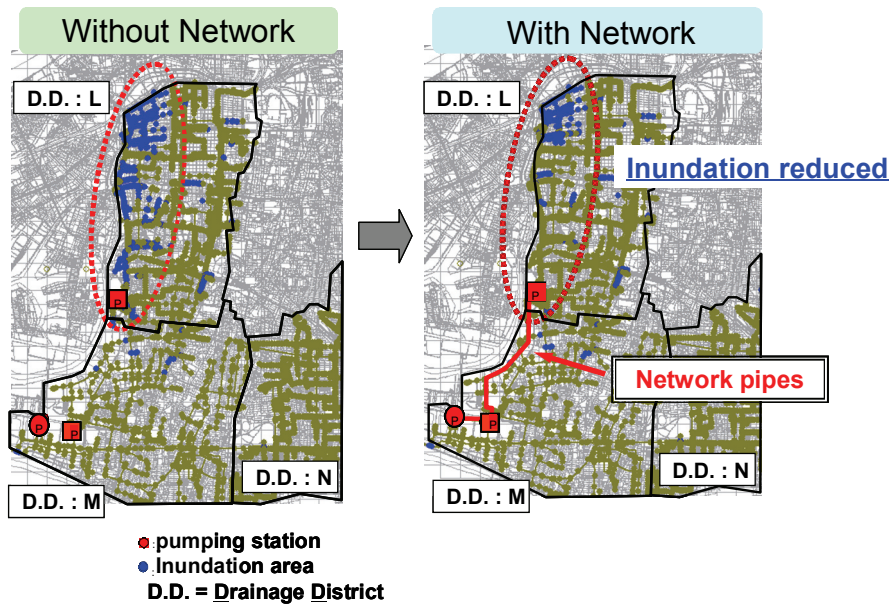 Without Network
With Network
D.D. : L
D.D. : L
Inundation reduced
P
P
Network pipes
P
P
P
P
D.D. : N
D.D. : N
D.D. : M
D.D. : M
pumping station
Inundation area
D.D. = Drainage District